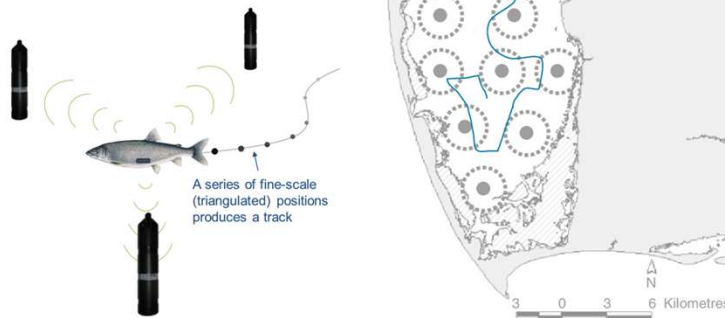 A series of fine-scale
(triangulated) positions
produces a track
N
3 0 3 6 Kilometres